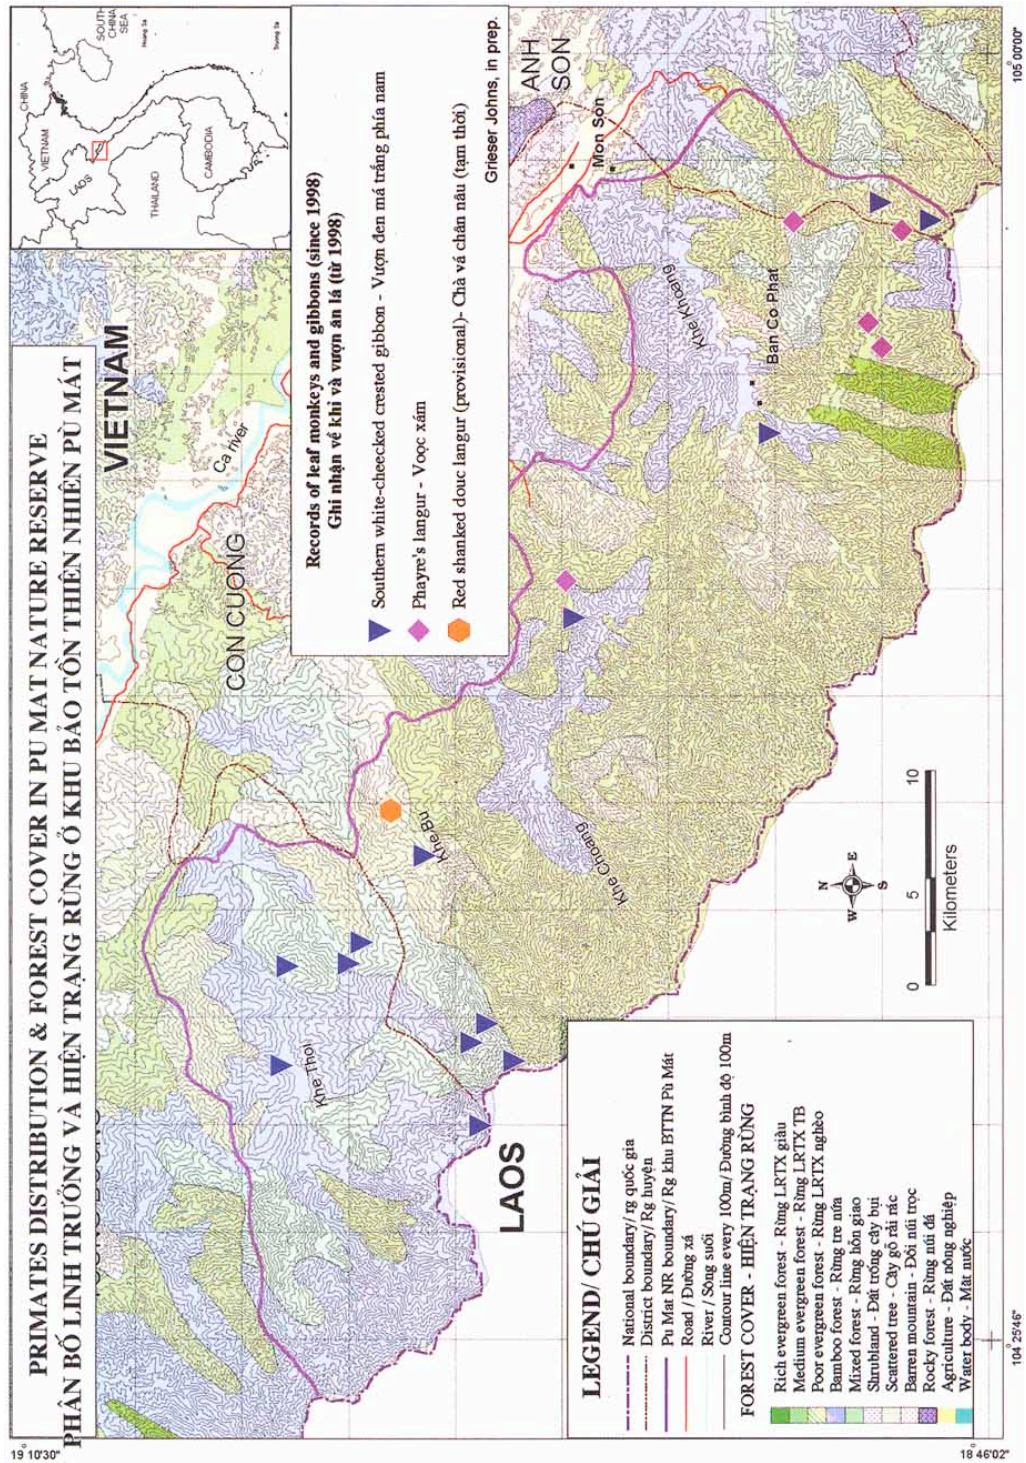 PRIMATES DISTRIBUTION & FOREST COVER IN PU MAT NATURE RESERVE
PHÂN BỐ LINH TRƯỞNG VÀ HIỆN TRẠNG RỪNG Ở KHU BẢO TỒN THIÊN NHIÊN PÙ MÁT
19 10'30"
CHINA
VIETNAM
LAOS
THAILAND
CAMBODIA
SOUTH
CHINA
SEA
Hoang Sa
Truong Sa
VIETNAM
Ca river
CON CUONG
ANH
SON
Mon Son
Records of leaf monkeys and gibbons (since 1998)
Ghi nhận về khỉ và vượn ăn lá (từ 1998)
Southern white-cheecked crested gibbon - Vượn đen má trắng phía nam
Phayre's langur - Voọc xám
Red shanked douc langur (provisional)- Chà vá chân nâu (tạm thời)
Grieser Johns, in prep.
Khe Thoi
Khe Bu
Khe Choang
Khe Khoang
Ban Co Phat
LAOS
N
W
E
S
0
5
10
Kilometers
LEGEND/ CHÚ GIẢI
National boundary/ rg quốc gia
District boundary/ Rg huyện
Pu Mat NR boundary/ Rg khu BTTN Pù Mát
Road / Đường xá
River / Sông suối
Contour line every 100m/ Đường bình độ 100m
FOREST COVER - HIỆN TRẠNG RỪNG
Rich evergreen forest - Rừng LRTX giàu
Medium evergreen forest - Rừng LRTX TB
Poor evergreen forest - Rừng LRTX nghèo
Bamboo forest - Rừng tre nứa
Mixed forest - Rừng hỗn giao
Shrubland - Đất trống cây bụi
Scattered tree - Cây gỗ rải rác
Barren mountain - Đồi núi trọc
Rocky forest - Rừng núi đá
Agriculture - Đất nông nghiệp
Water body - Mặt nước
104°25'46"
105°00'00"
18°46'02"